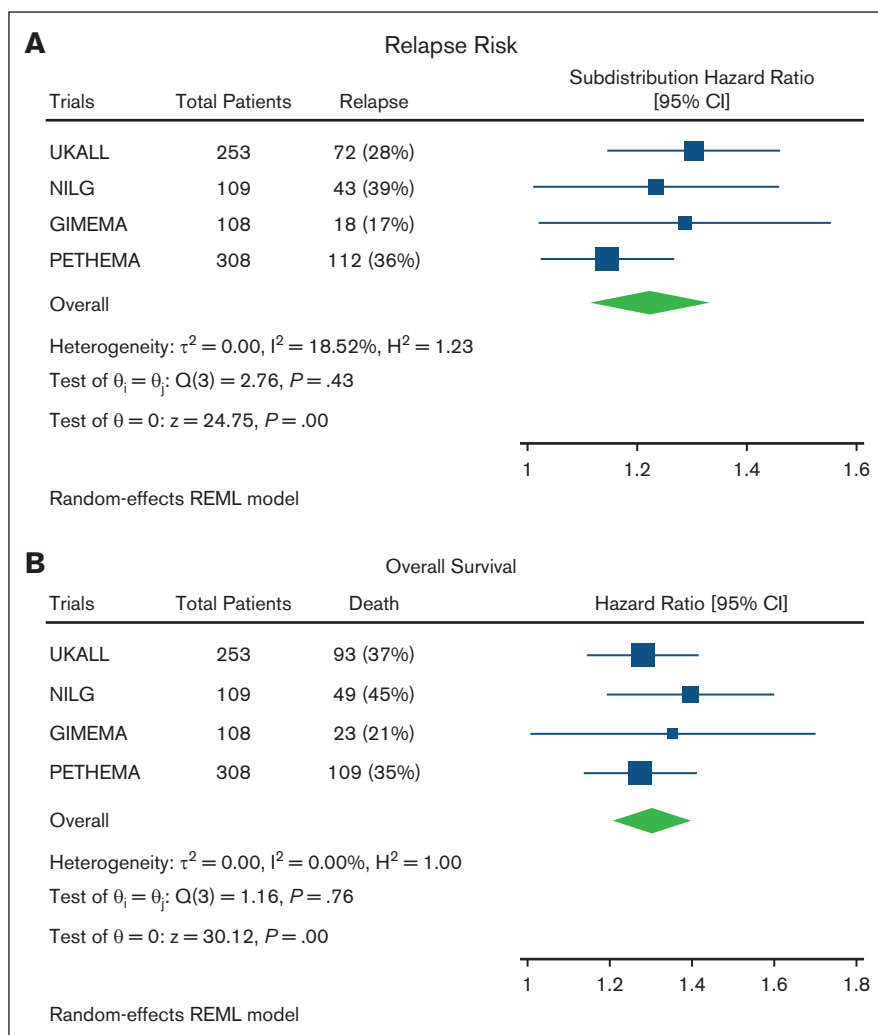 A
Relapse Risk
Trials Total Patients Relapse Subdistribution Hazard Ratio [95% CI]
UKALL 253 72 (28%)
NILG 109 43 (39%)
GIMEMA 108 18 (17%)
PETHEMA 308 112 (36%)
Overall
Heterogeneity: τ² = 0.00, I² = 18.52%, H² = 1.23
Test of θᵢ = θⱼ: Q(3) = 2.76, P = .43
Test of θ = 0: z = 24.75, P = .00
1 1.2 1.4 1.6
Random-effects REML model
B
Overall Survival
Trials Total Patients Death Hazard Ratio [95% CI]
UKALL 253 93 (37%)
NILG 109 49 (45%)
GIMEMA 108 23 (21%)
PETHEMA 308 109 (35%)
Overall
Heterogeneity: τ² = 0.00, I² = 0.00%, H² = 1.00
Test of θᵢ = θⱼ: Q(3) = 1.16, P = .76
Test of θ = 0: z = 30.12, P = .00
1 1.2 1.4 1.6 1.8
Random-effects REML model